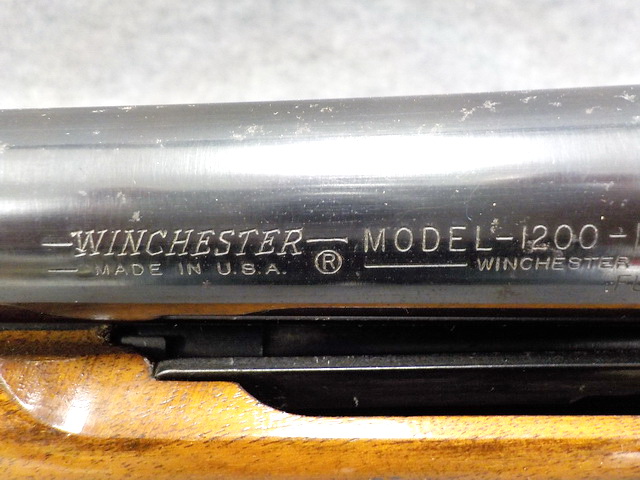 —WINCHESTER— MODEL-1200-
— MADE IN U.S.A. ® —— WINCHESTER